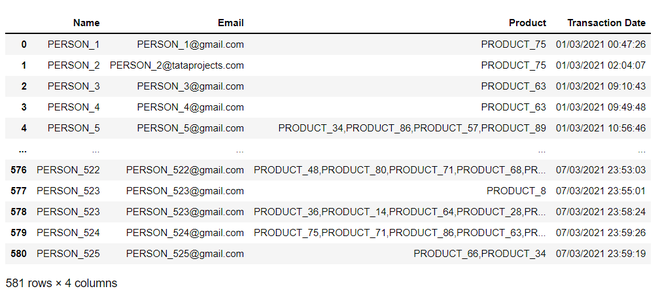 Name Email Product Transaction Date
0 PERSON_1 PERSON_1@gmail.com PRODUCT_75 01/03/2021 00:47:26
1 PERSON_2 PERSON_2@tataprojects.com PRODUCT_75 01/03/2021 02:04:07
2 PERSON_3 PERSON_3@gmail.com PRODUCT_63 01/03/2021 09:10:43
3 PERSON_4 PERSON_4@gmail.com PRODUCT_63 01/03/2021 09:49:48
4 PERSON_5 PERSON_5@gmail.com PRODUCT_34,PRODUCT_86,PRODUCT_57,PRODUCT_89 01/03/2021 10:56:46
... ... ... ... ...
576 PERSON_522 PERSON_522@gmail.com PRODUCT_48,PRODUCT_80,PRODUCT_71,PRODUCT_68,PR... 07/03/2021 23:53:03
577 PERSON_523 PERSON_523@gmail.com PRODUCT_8 07/03/2021 23:55:01
578 PERSON_523 PERSON_523@gmail.com PRODUCT_36,PRODUCT_14,PRODUCT_64,PRODUCT_28,PR... 07/03/2021 23:58:24
579 PERSON_524 PERSON_524@gmail.com PRODUCT_75,PRODUCT_71,PRODUCT_86,PRODUCT_63,PR... 07/03/2021 23:59:26
580 PERSON_525 PERSON_525@gmail.com PRODUCT_66,PRODUCT_34 07/03/2021 23:59:19
581 rows × 4 columns